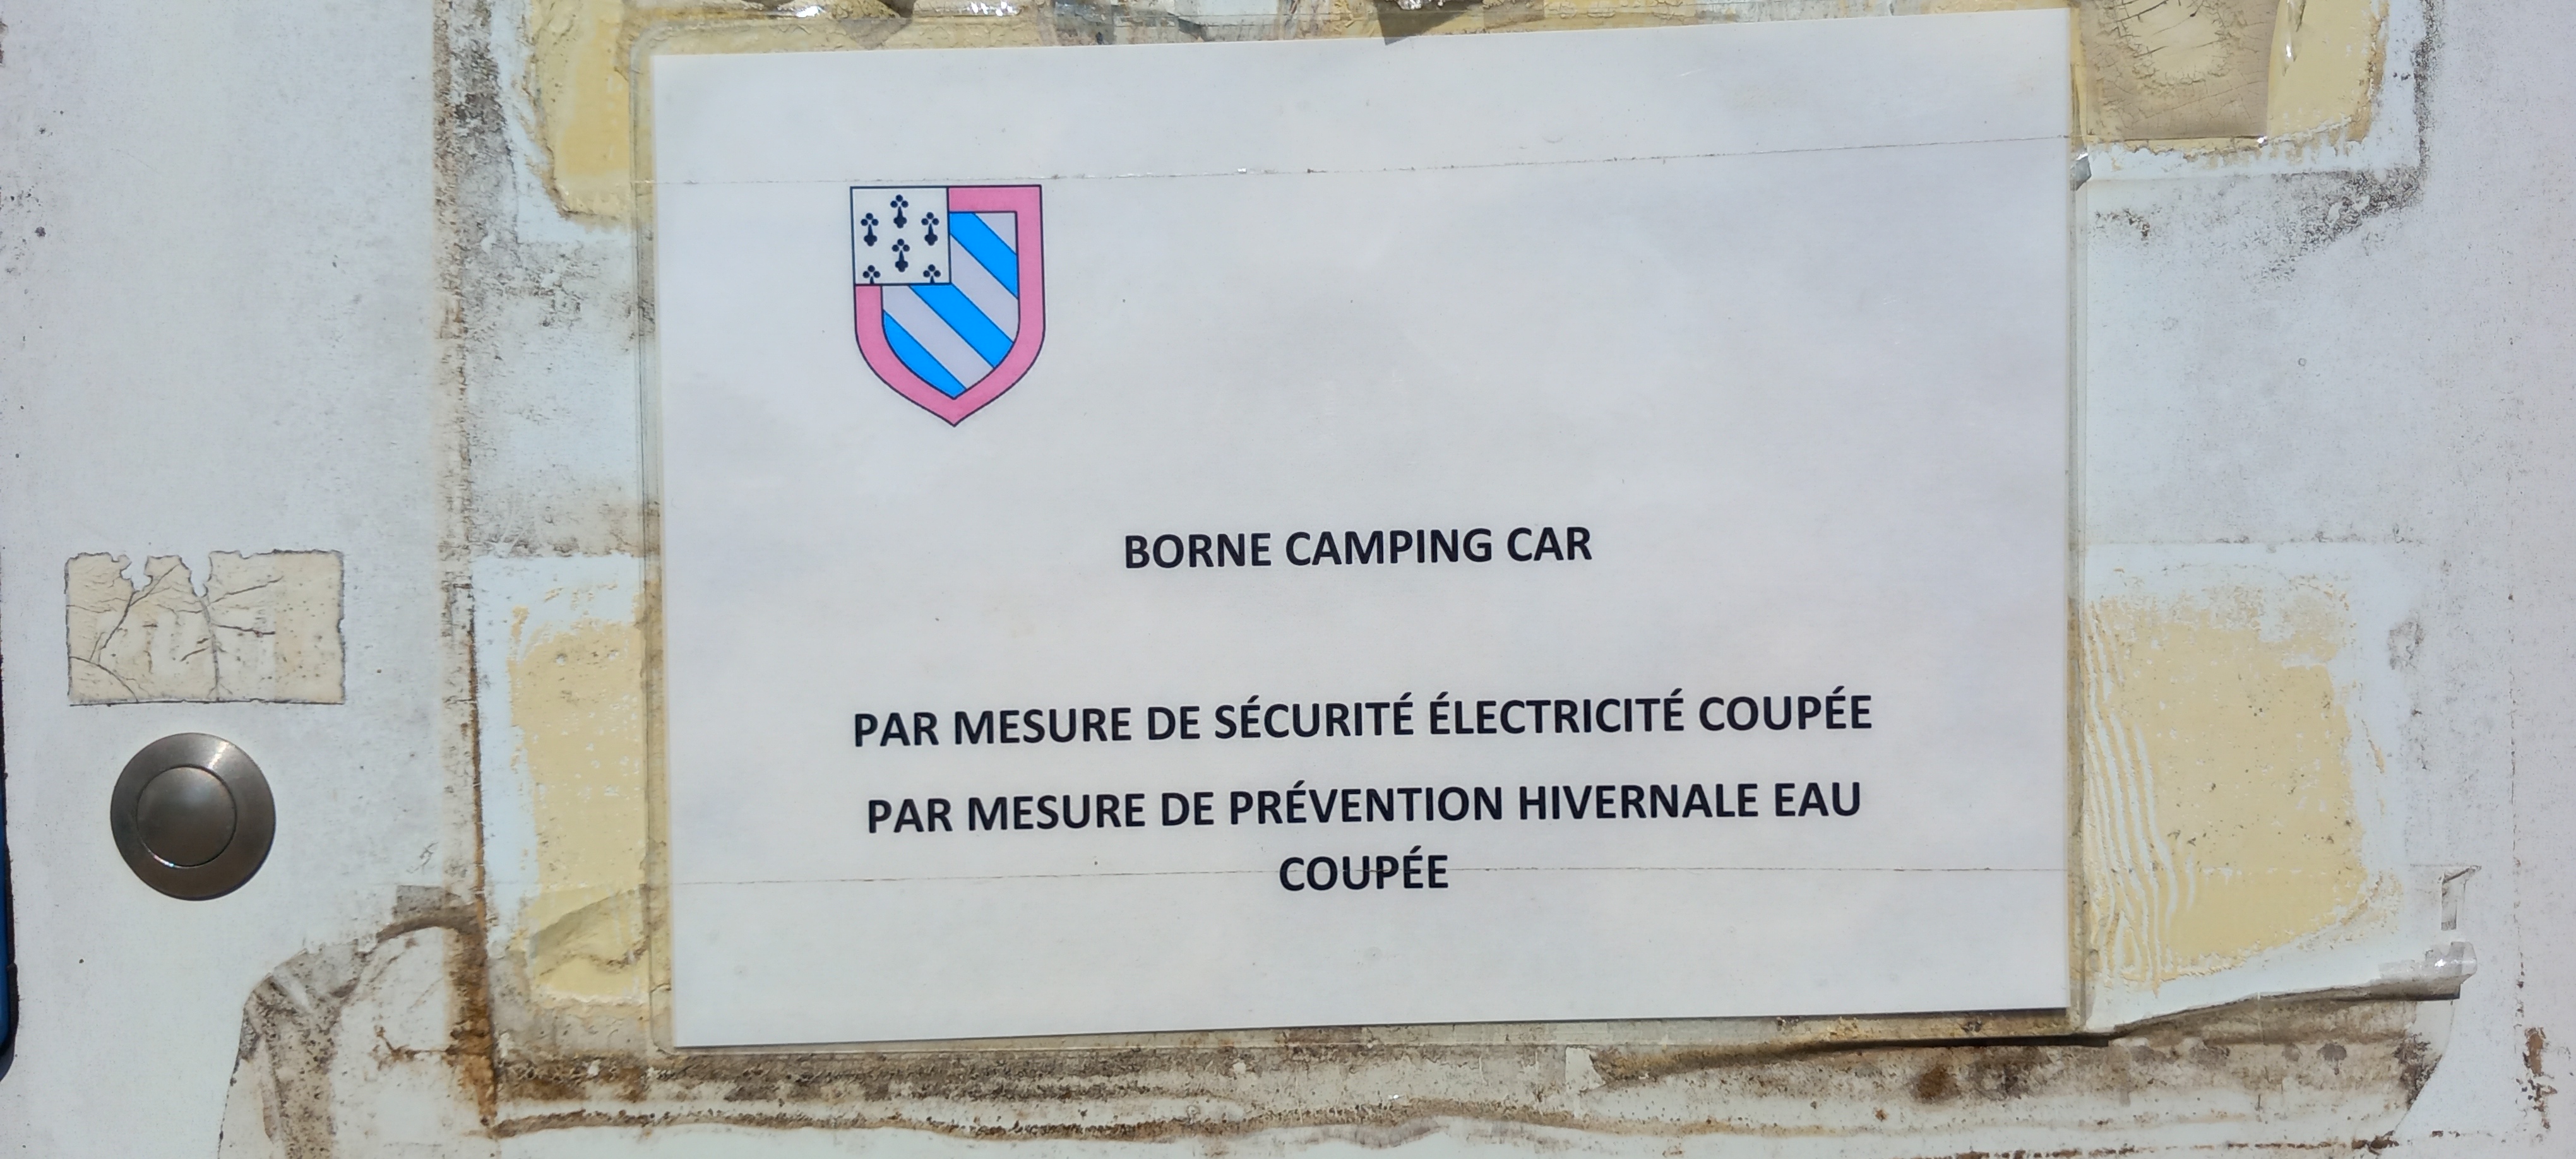 BORNE CAMPING CAR
PAR MESURE DE SÉCURITÉ ÉLECTRICITÉ COUPÉE
PAR MESURE DE PRÉVENTION HIVERNALE EAU
COUPÉE